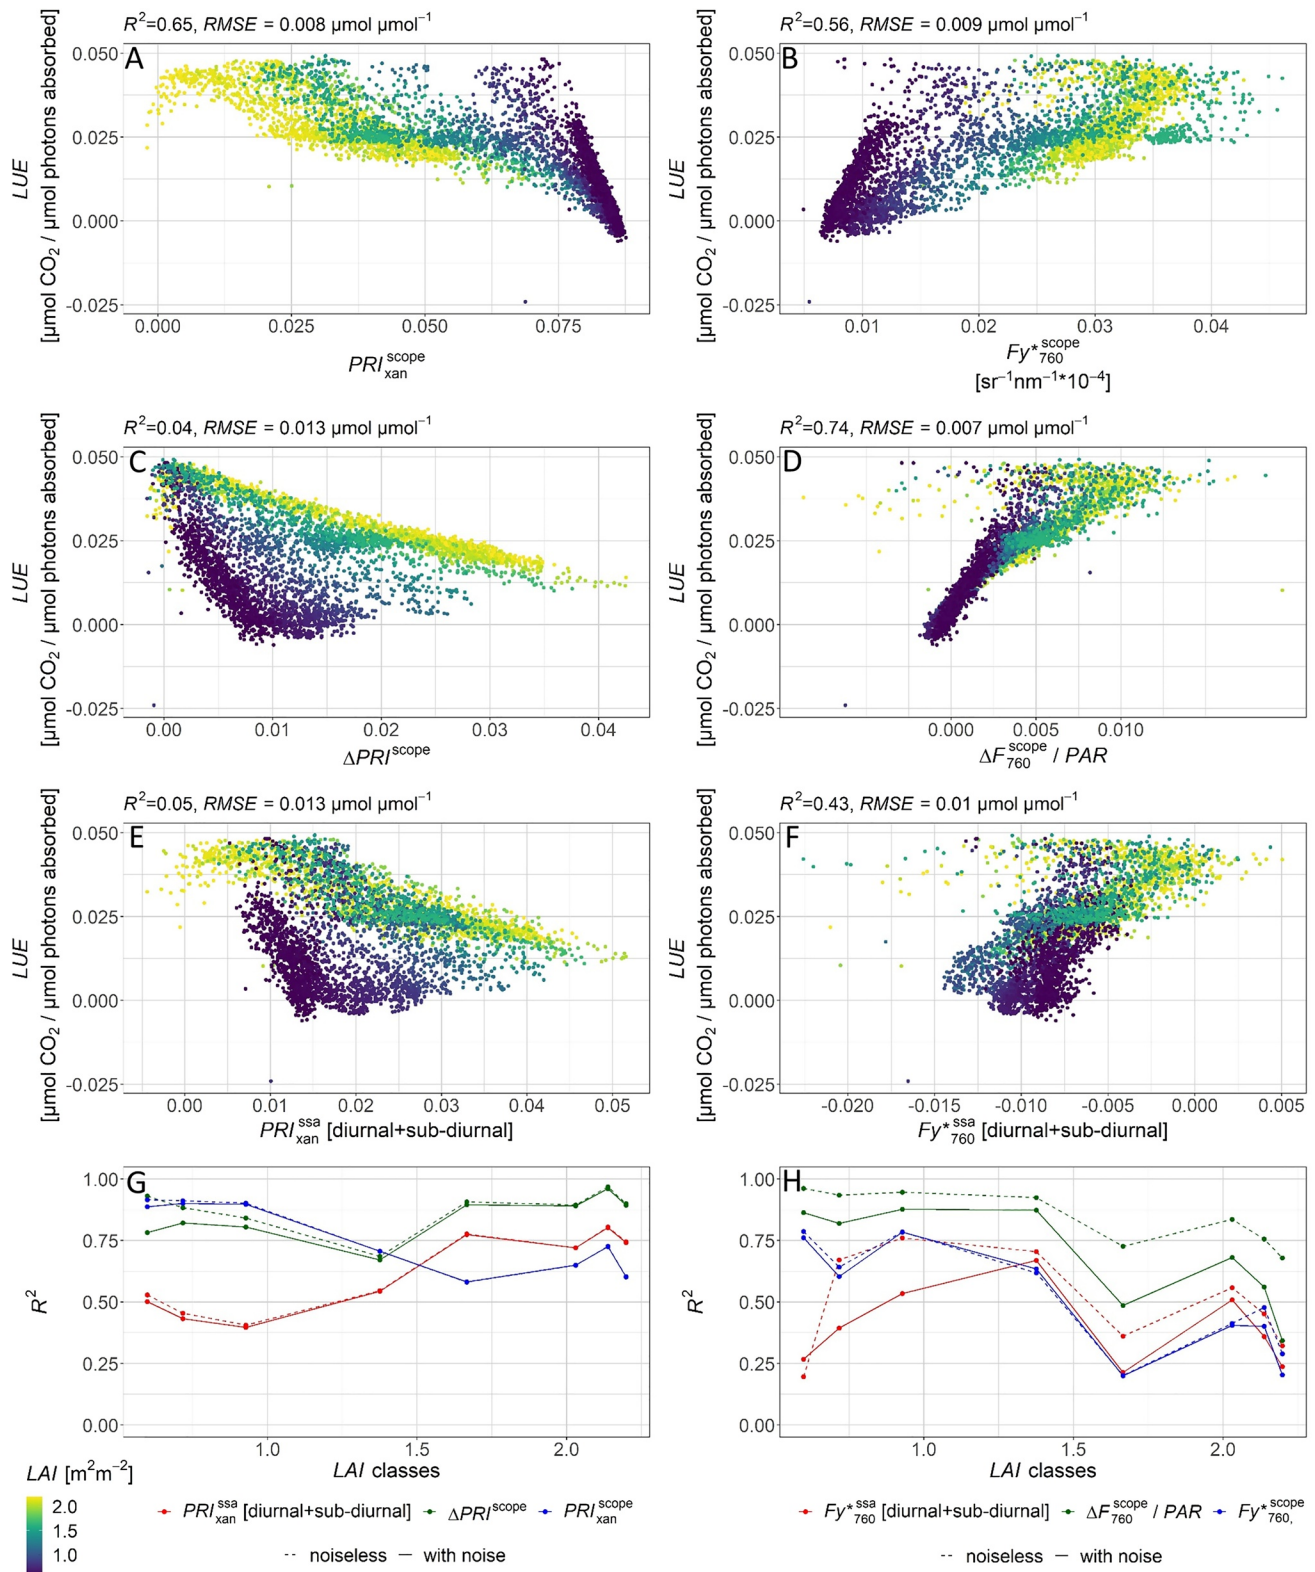 R²=0.65, RMSE = 0.008 μmol μmol⁻¹
A
LUE
[μmol CO₂ / μmol photons absorbed]
0.050
0.025
0.000
-0.025
0.000 0.025 0.050 0.075
PRI scope xan
R²=0.56, RMSE = 0.009 μmol μmol⁻¹
B
LUE
[μmol CO₂ / μmol photons absorbed]
0.050
0.025
0.000
-0.025
0.01 0.02 0.03 0.04
Fy* scope 760
[sr⁻¹nm⁻¹*10⁻⁴]
R²=0.04, RMSE = 0.013 μmol μmol⁻¹
C
LUE
[μmol CO₂ / μmol photons absorbed]
0.050
0.025
0.000
-0.025
0.00 0.01 0.02 0.03 0.04
ΔPRI scope
R²=0.74, RMSE = 0.007 μmol μmol⁻¹
D
LUE
[μmol CO₂ / μmol photons absorbed]
0.050
0.025
0.000
-0.025
0.000 0.005 0.010
ΔF scope 760 / PAR
R²=0.05, RMSE = 0.013 μmol μmol⁻¹
E
LUE
[μmol CO₂ / μmol photons absorbed]
0.050
0.025
0.000
-0.025
0.00 0.01 0.02 0.03 0.04 0.05
PRI ssa xan [diurnal+sub-diurnal]
R²=0.43, RMSE = 0.01 μmol μmol⁻¹
F
LUE
[μmol CO₂ / μmol photons absorbed]
0.050
0.025
0.000
-0.025
-0.020 -0.015 -0.010 -0.005 0.000 0.005
Fy* ssa 760 [diurnal+sub-diurnal]
G
R²
1.00
0.75
0.50
0.25
0.00
1.0 1.5 2.0
LAI classes
H
R²
1.00
0.75
0.50
0.25
0.00
1.0 1.5 2.0
LAI classes
LAI [m²m⁻²]
2.0
1.5
1.0
PRI ssa xan [diurnal+sub-diurnal] ΔPRI scope PRI scope xan
noiseless with noise
Fy* ssa 760 [diurnal+sub-diurnal] ΔF scope 760 / PAR Fy* scope 760,
noiseless with noise